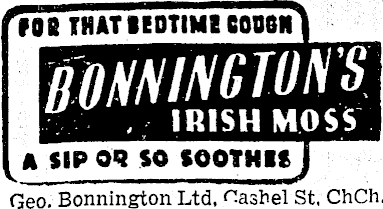 FOR THAT BEDTIME COUGH
BONNINGTON'S
IRISH MOSS
A SIP OR SO SOOTHES
Geo. Bonnington Ltd, Cashel St, ChCh.